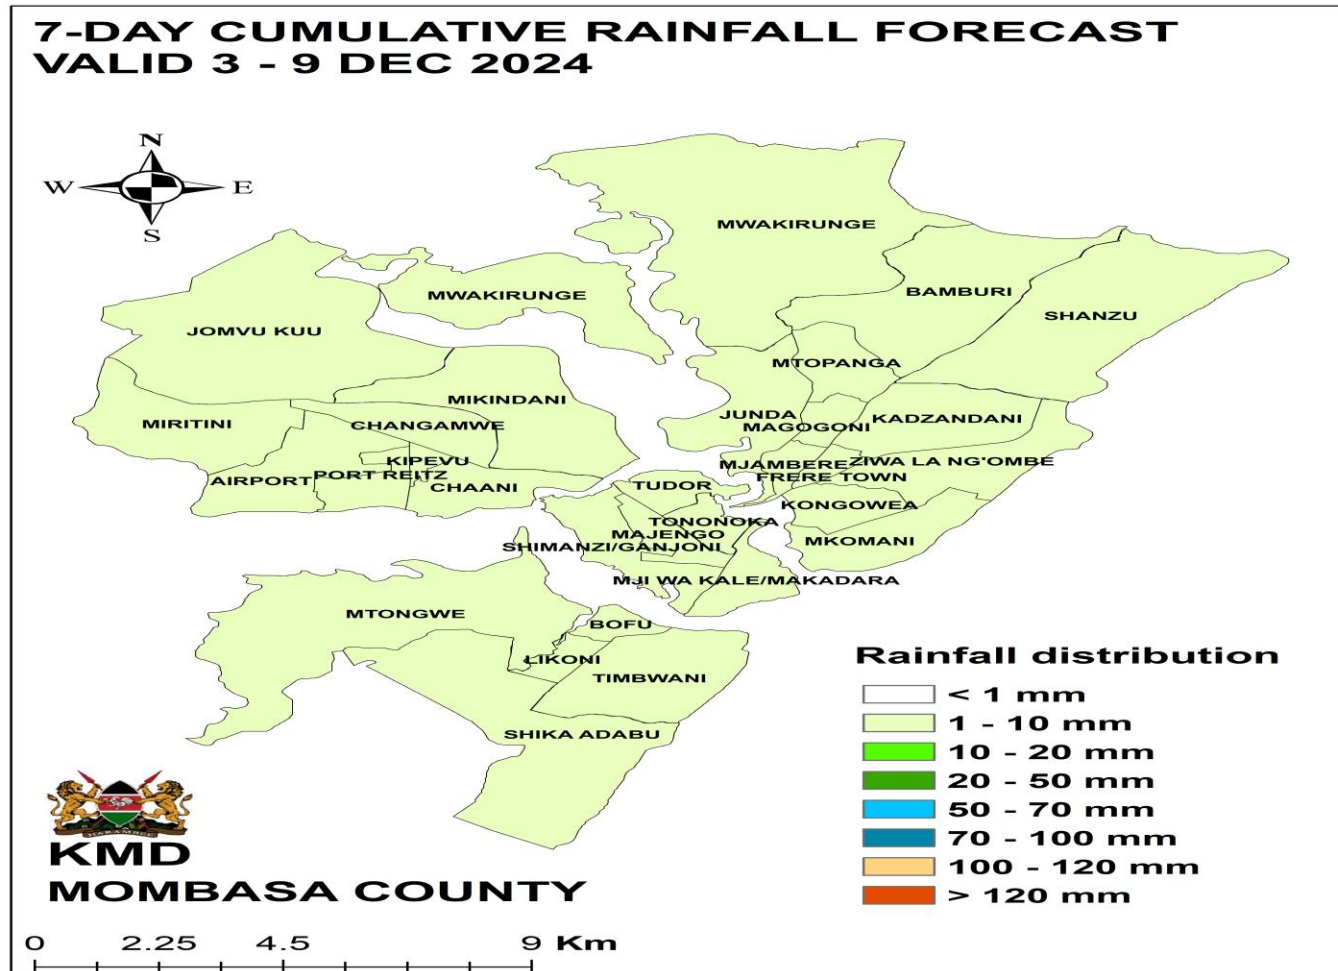 7-DAY CUMULATIVE RAINFALL FORECAST
VALID 3 - 9 DEC 2024
N
W
E
S
MWAKIRUNGE
BAMBURI
MWAKIRUNGE
SHANZU
JOMVU KUU
MTOPANGA
MIKINDANI
JUNDA
KADZANDANI
MIRITINI
CHANGAMWE
MAGOGONI
KIPEVU
MJAMBERE
ZIWA LA NG'OMBE
AIRPORT
PORT REITZ
CHAANI
TUDOR
FRERE TOWN
KONGOWEA
TONONOKA
MAJENGO
SHIMANZI/GANJONI
MKOMANI
MJI WA KALE/MAKADARA
MTONGWE
BOFU
LIKONI
TIMBWANI
SHIKA ADABU
Rainfall distribution
< 1 mm
1 - 10 mm
10 - 20 mm
20 - 50 mm
50 - 70 mm
70 - 100 mm
100 - 120 mm
> 120 mm
HARAMBEE
KMD
MOMBASA COUNTY
0 2.25 4.5 9 Km